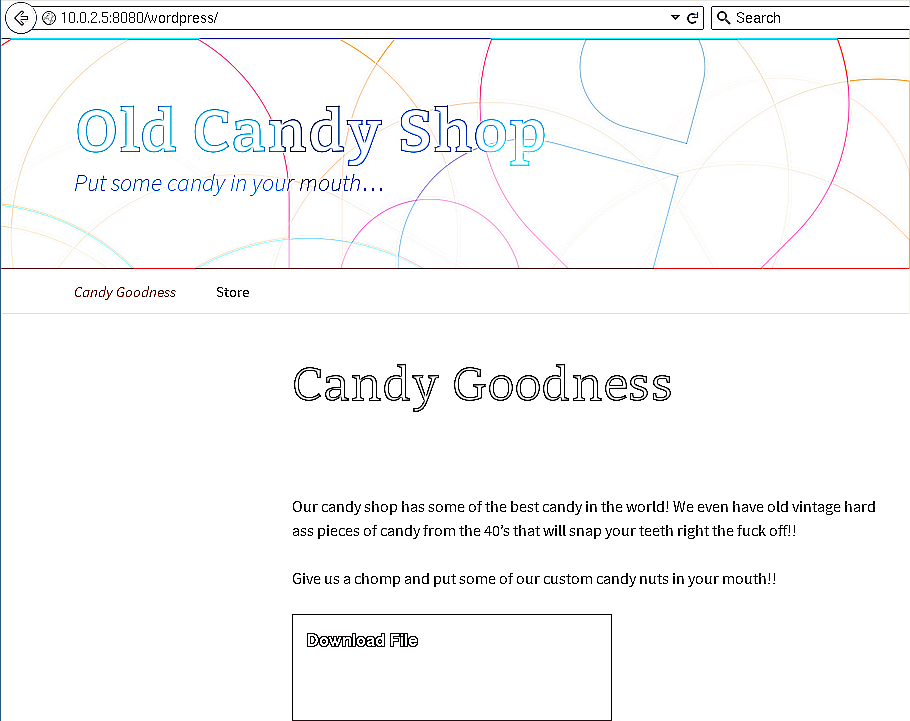 10.0.2.5:8080/wordpress/
Search
Old Candy Shop
Put some candy in your mouth...
Candy Goodness Store
Candy Goodness
Our candy shop has some of the best candy in the world! We even have old vintage hard
ass pieces of candy from the 40's that will snap your teeth right the fuck off!!
Give us a chomp and put some of our custom candy nuts in your mouth!!
Download File